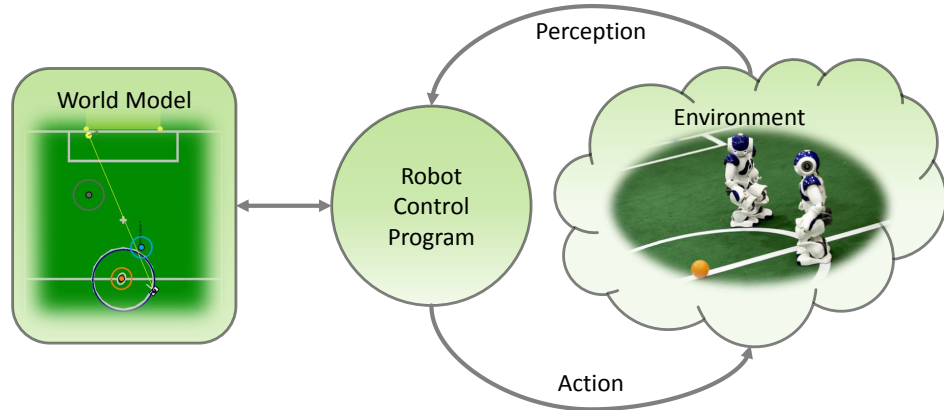 Perception
World Model
Environment
Robot
Control
Program
Action